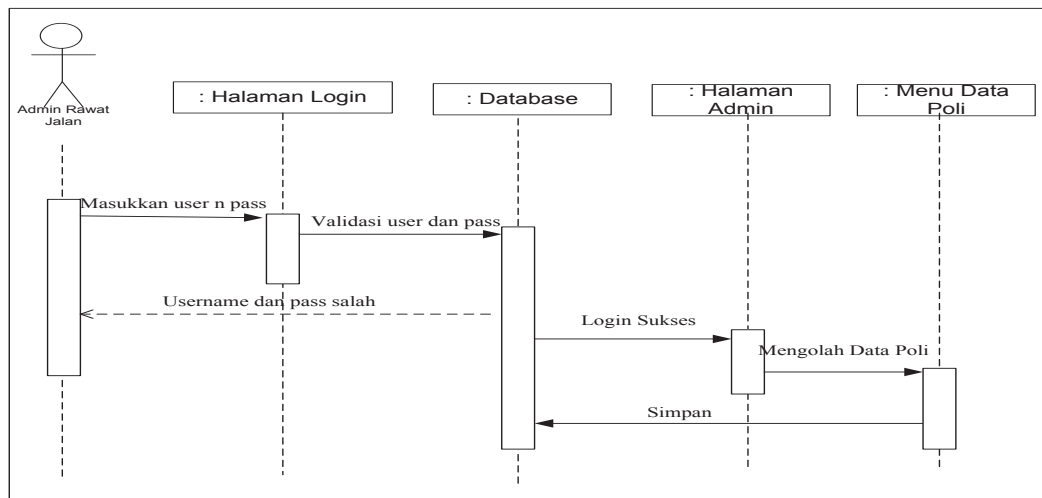 Admin Rawat
Jalan
: Halaman Login
: Database
: Halaman
Admin
: Menu Data
Poli
Masukkan user n pass
Validasi user dan pass
Username dan pass salah
Login Sukses
Mengolah Data Poli
Simpan